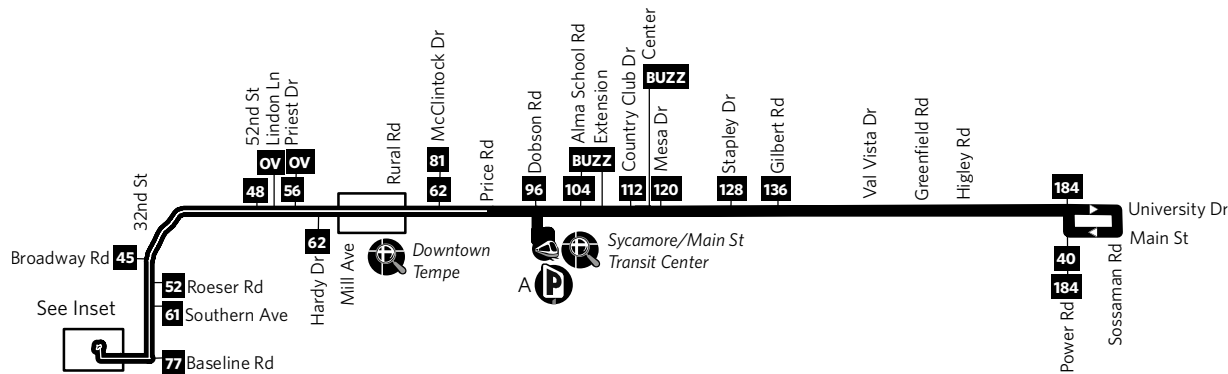 52nd St
Lindon Ln
Priest Dr
Rural Rd
McClintock Dr
Price Rd
Dobson Rd
Alma School Rd
Extension
Country Club Dr
Center
Mesa Dr
Stapley Dr
Gilbert Rd
Val Vista Dr
Greenfield Rd
Higley Rd
BUZZ
OV
OV
81
BUZZ
48
56
62
96
104
112
120
128
136
184
32nd St
University Dr
Main St
Broadway Rd 45
62
Hardy Dr
Mill Ave
Downtown
Tempe
Sycamore/Main St
Transit Center
A P
40
184
Power Rd
Sossaman Rd
52 Roeser Rd
61 Southern Ave
See Inset
77 Baseline Rd